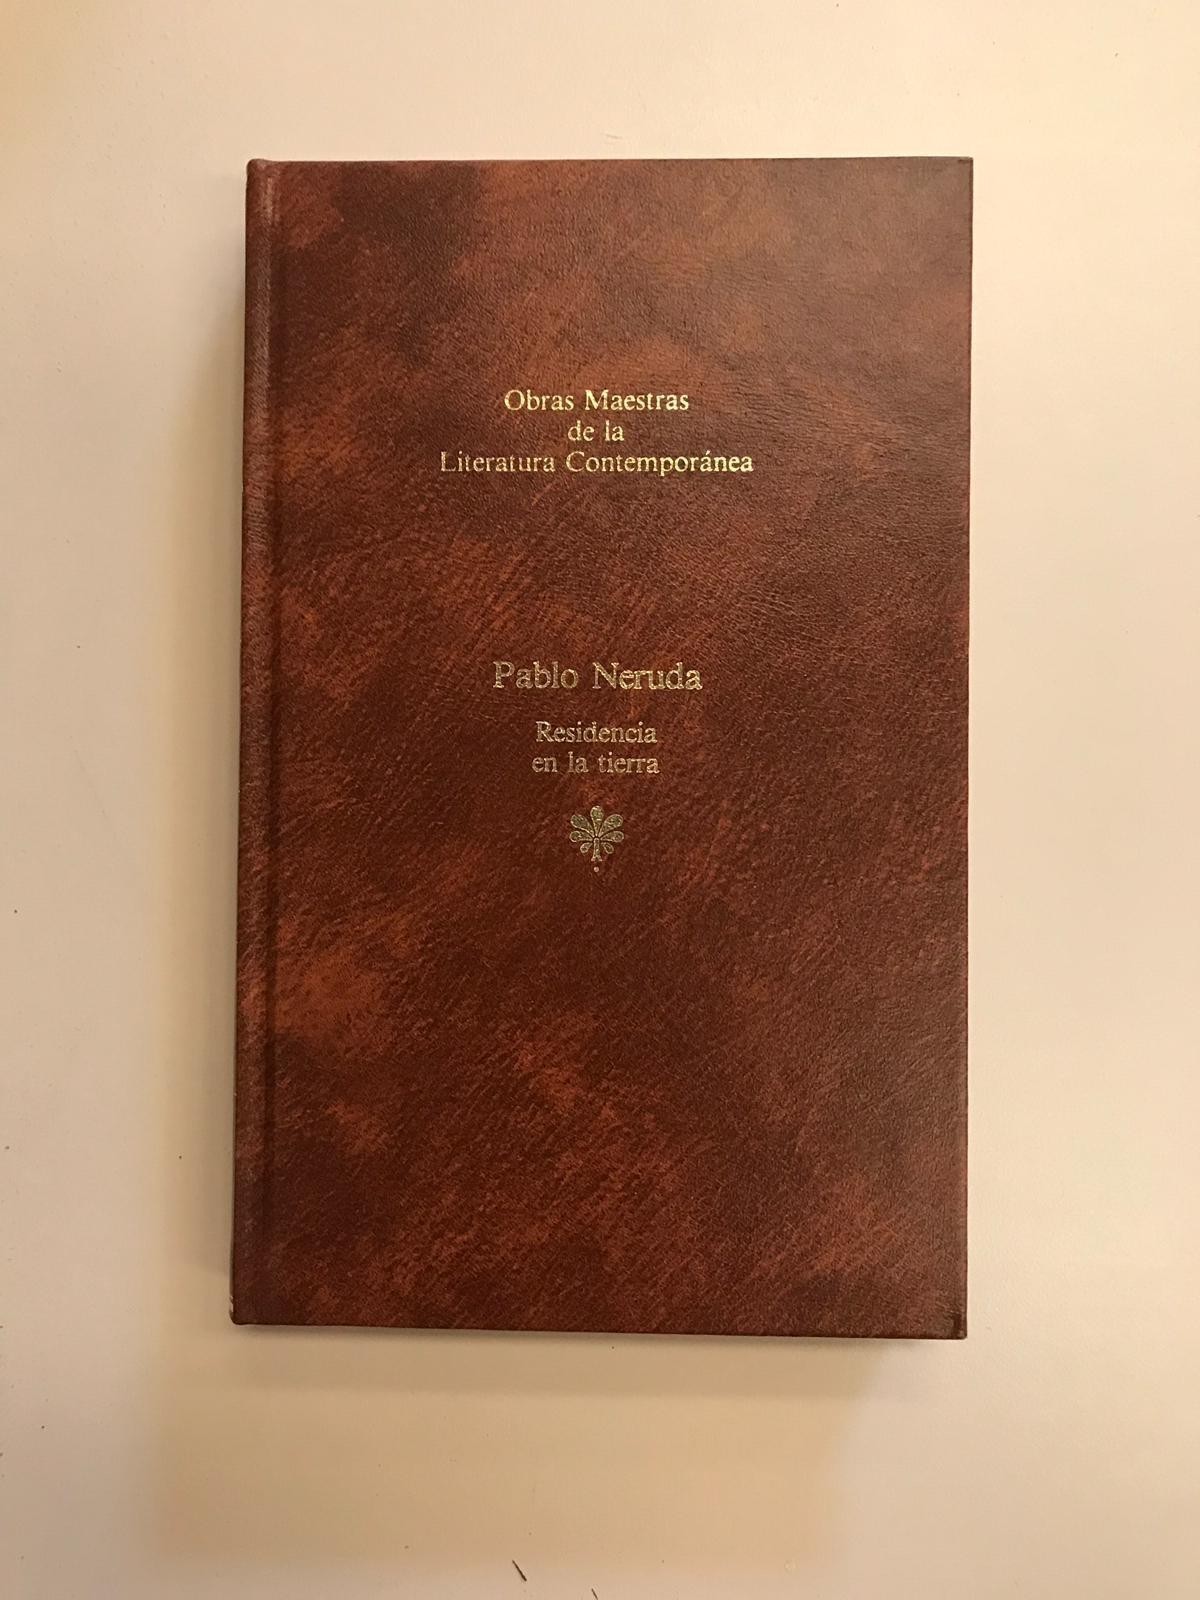 Obras Maestras
de la
Literatura Contemporánea
Pablo Neruda
Residencia
en la tierra